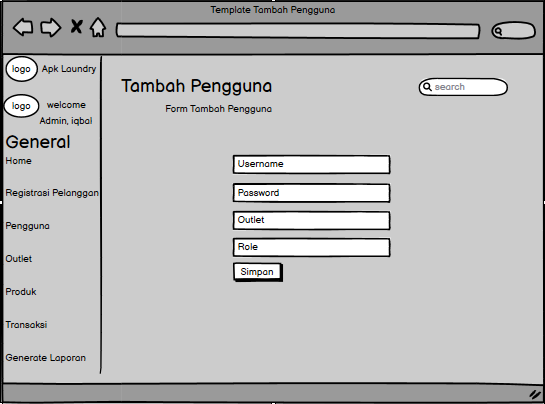 Template Tambah Pengguna
logo
Apk Laundry
logo
welcome
Admin, iqbal
General
Home
Registrasi Pelanggan
Pengguna
Outlet
Produk
Transaksi
Generate Laporan
Tambah Pengguna
search
Form Tambah Pengguna
Username
Password
Outlet
Role
Simpan